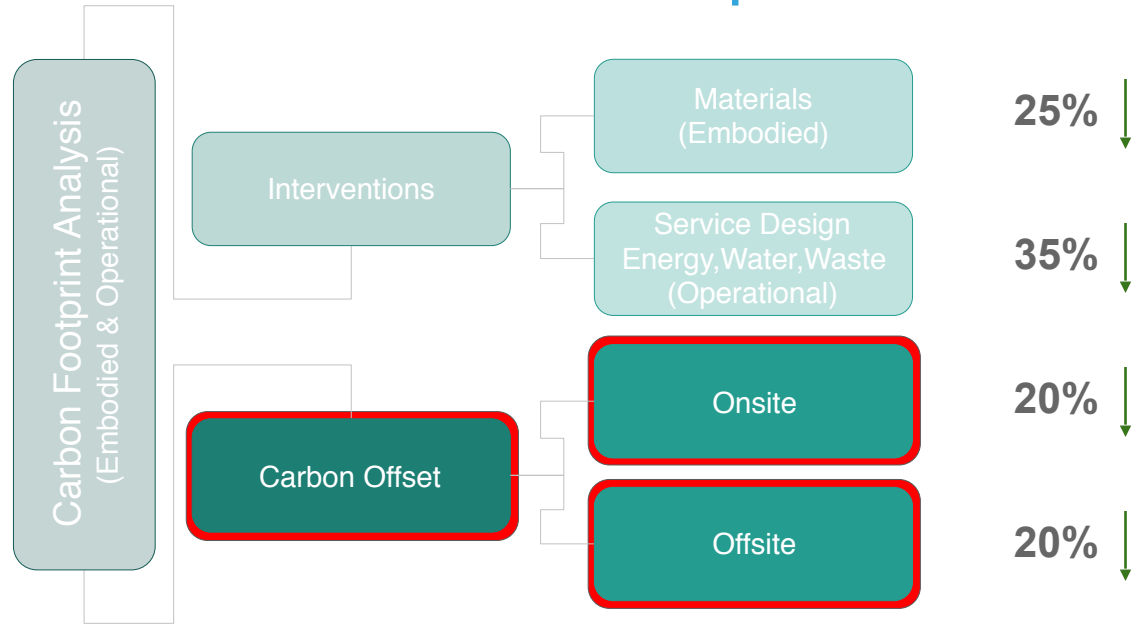 Carbon Footprint Analysis
(Embodied & Operational)
Interventions
Materials
(Embodied)
25%
Service Design
Energy,Water,Waste
(Operational)
35%
Carbon Offset
Onsite
20%
Offsite
20%